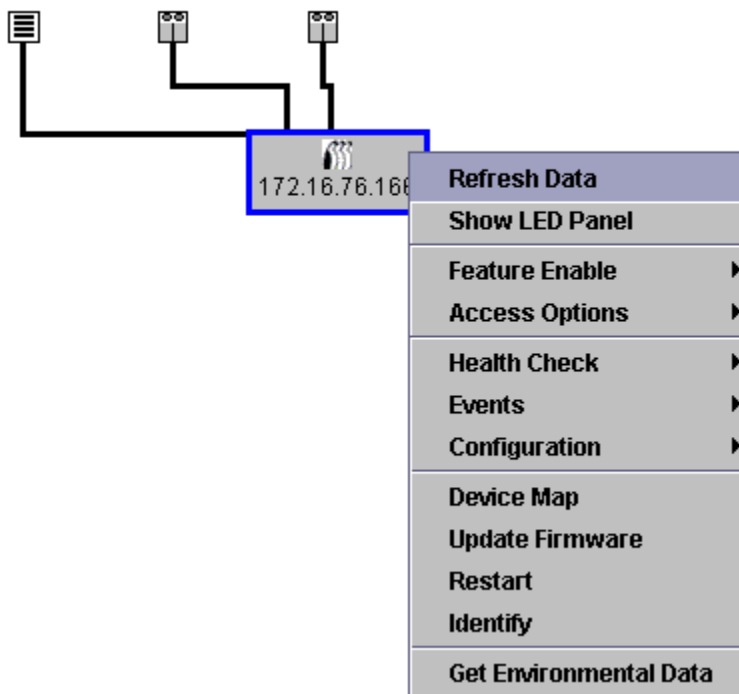 172.16.76.166
Refresh Data
Show LED Panel
Feature Enable
Access Options
Health Check
Events
Configuration
Device Map
Update Firmware
Restart
Identify
Get Environmental Data